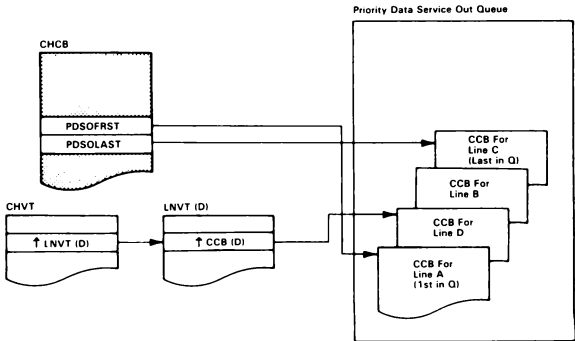 Priority Data Service Out Queue
CHCB
PDSOFRST
PDSOLAST
CCB For
Line C
(Last in Q)
CCB For
Line B
CCB For
Line D
CCB For
Line A
(1st in Q)
CHVT
↑ LNVT (D)
LNVT (D)
↑ CCB (D)